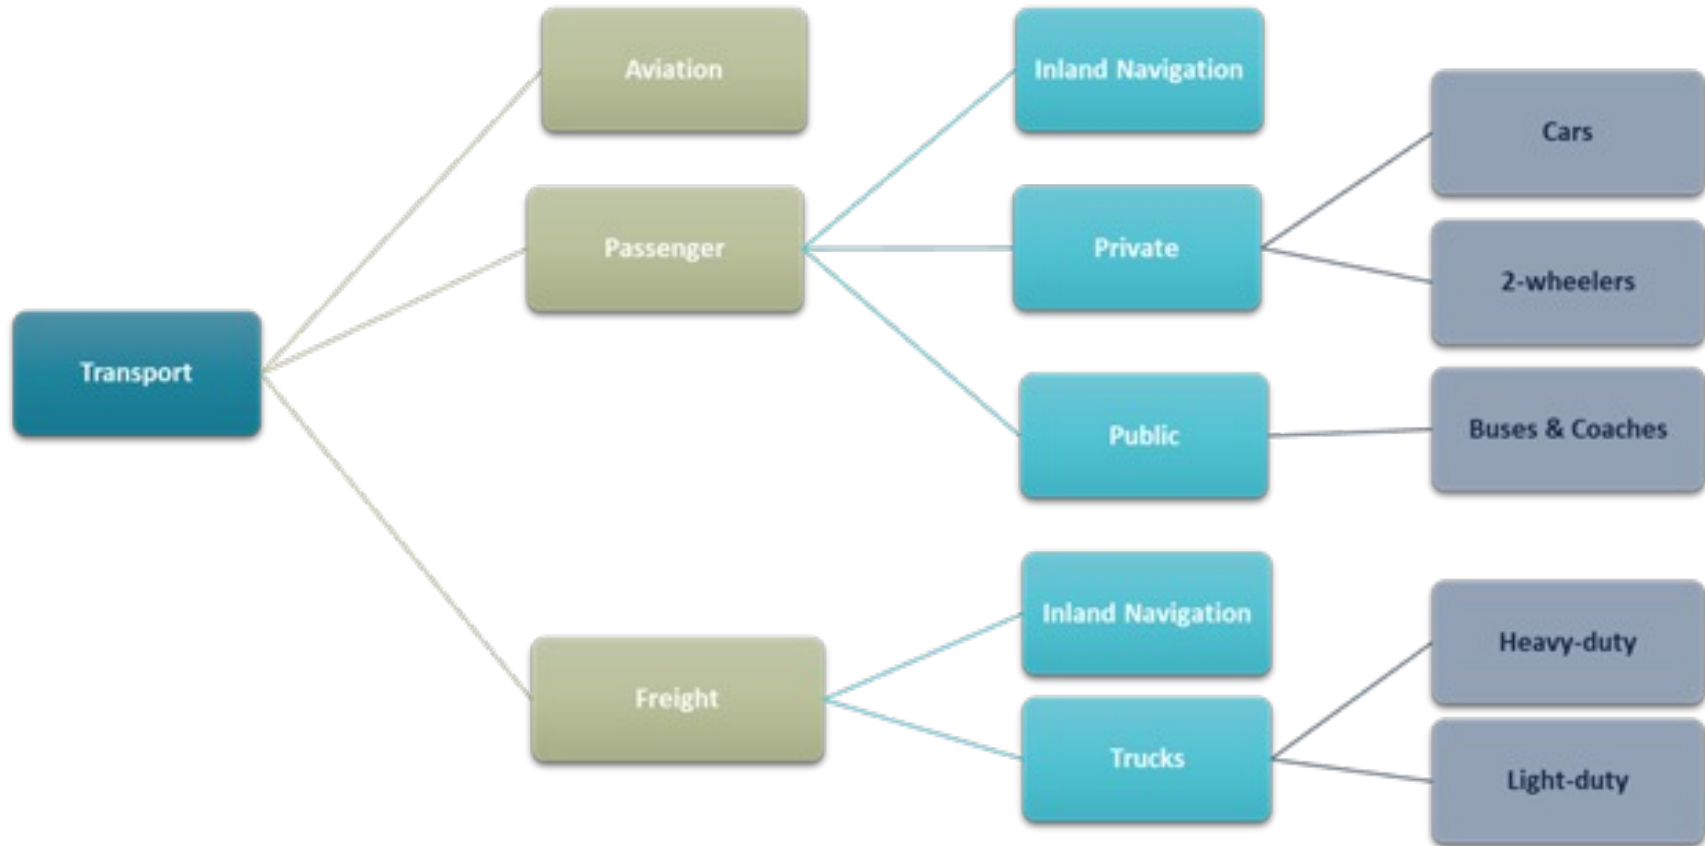 Transport
Aviation
Passenger
Freight
Inland Navigation
Private
Public
Inland Navigation
Trucks
Cars
2-wheelers
Buses & Coaches
Heavy-duty
Light-duty